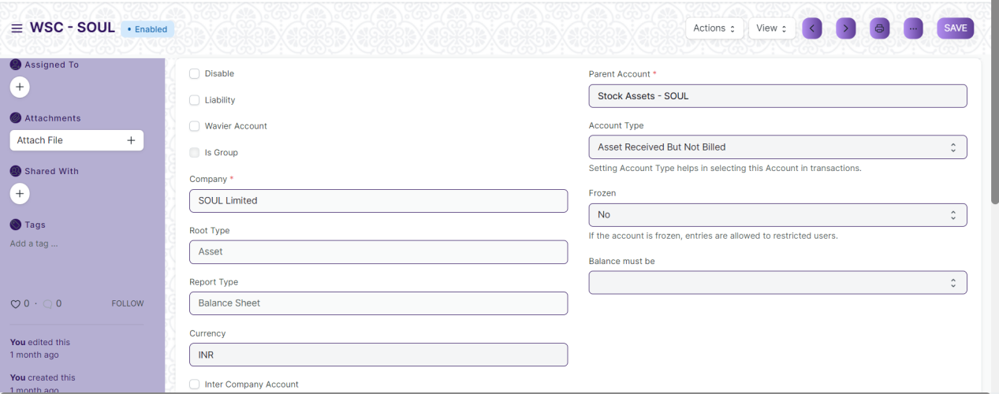 WSC - SOUL
Enabled
Actions
View
SAVE
Assigned To
Attachments
Attach File
Shared With
Tags
Add a tag ...
0 · 0
FOLLOW
You edited this
1 month ago
You created this
1 month ago
Disable
Liability
Wavier Account
Is Group
Company *
SOUL Limited
Root Type
Asset
Report Type
Balance Sheet
Currency
INR
Inter Company Account
Parent Account *
Stock Assets - SOUL
Account Type
Asset Received But Not Billed
Setting Account Type helps in selecting this Account in transactions.
Frozen
No
If the account is frozen, entries are allowed to restricted users.
Balance must be